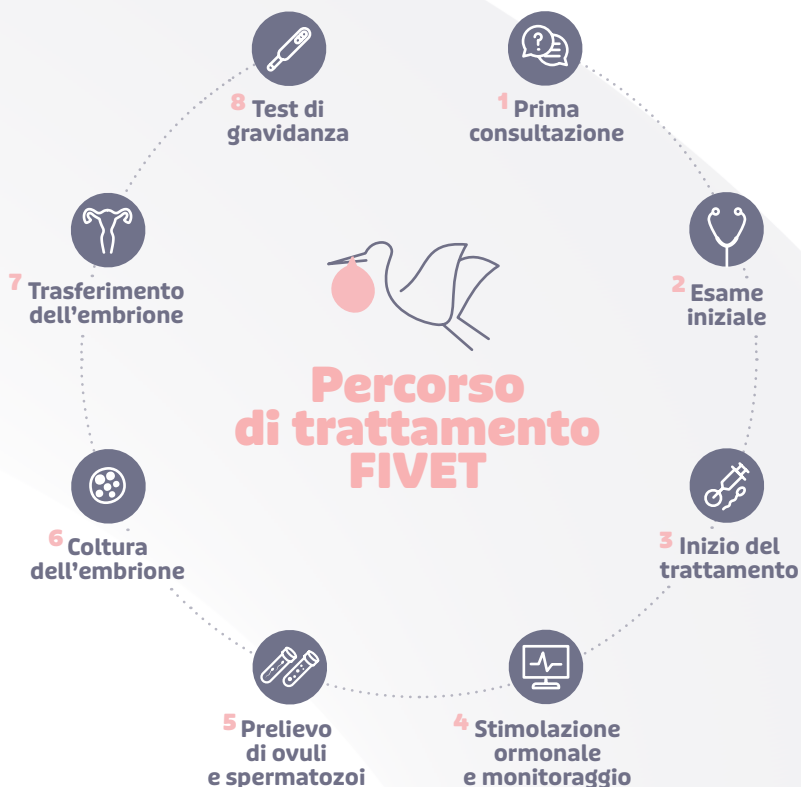 Percorso
di trattamento
FIVET
1 Prima
consultazione
2 Esame
iniziale
3 Inizio del
trattamento
4 Stimolazione
ormonale
e monitoraggio
5 Prelievo
di ovuli
e spermatozoi
6 Coltura
dell'embrione
7 Trasferimento
dell'embrione
8 Test di
gravidanza
?